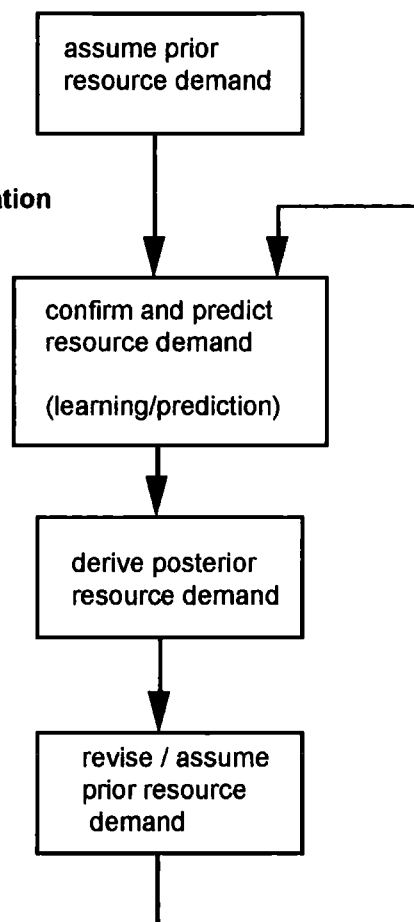 assume prior
resource demand
confirm and predict
resource demand
(learning/prediction)
derive posterior
resource demand
revise / assume
prior resource
demand